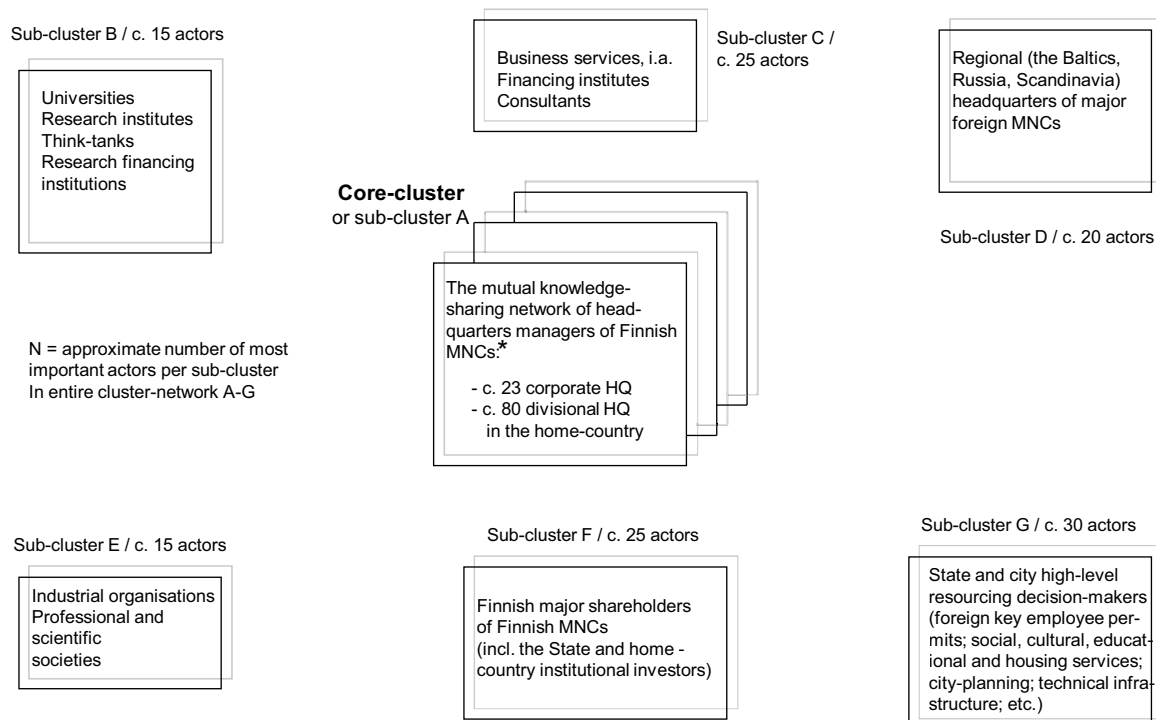 Sub-cluster B / c. 15 actors
Universities
Research institutes
Think-tanks
Research financing
institutions
Business services, i.a.
Financing institutes
Consultants
Sub-cluster C /
c. 25 actors
Regional (the Baltics,
Russia, Scandinavia)
headquarters of major
foreign MNCs
Sub-cluster D / c. 20 actors
Core-cluster
or sub-cluster A
The mutual knowledge-
sharing network of head-
quarters managers of Finnish
MNCs:*
- c. 23 corporate HQ
- c. 80 divisional HQ
in the home-country
N = approximate number of most
important actors per sub-cluster
In entire cluster-network A-G
Sub-cluster E / c. 15 actors
Industrial organisations
Professional and
scientific
societies
Sub-cluster F / c. 25 actors
Finnish major shareholders
of Finnish MNCs
(incl. the State and home -
country institutional investors)
Sub-cluster G / c. 30 actors
State and city high-level
resourcing decision-makers
(foreign key employee per-
mits; social, cultural, educat-
ional and housing services;
city-planning; technical infra-
structure; etc.)